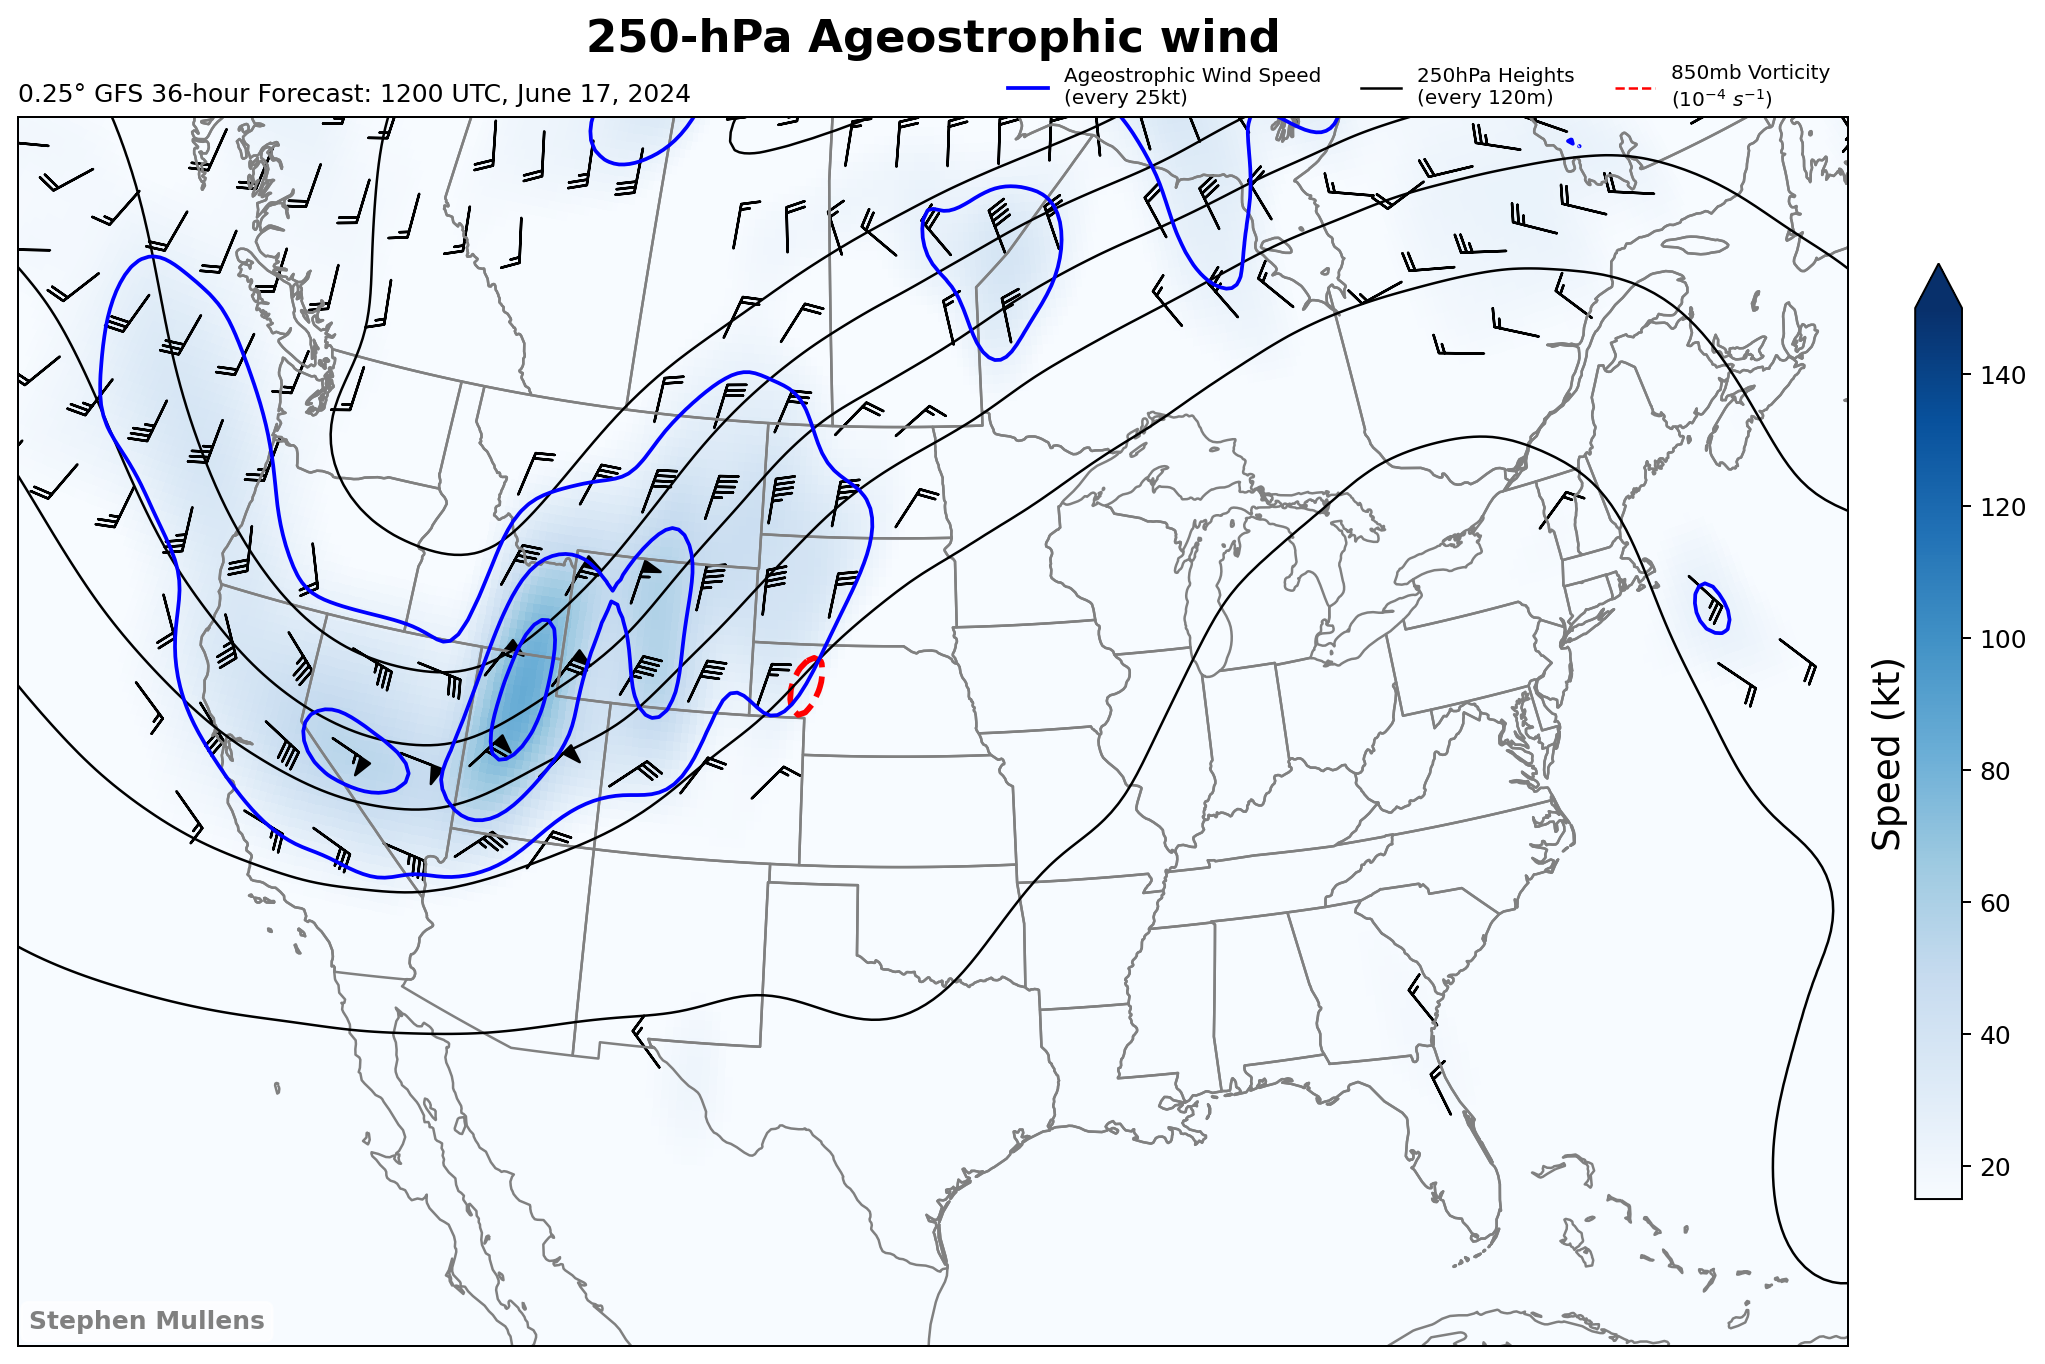 250-hPa Ageostrophic wind
0.25° GFS 36-hour Forecast: 1200 UTC, June 17, 2024
Ageostrophic Wind Speed
(every 25kt)
250hPa Heights
(every 120m)
850mb Vorticity
(10⁻⁴ s⁻¹)
140
120
100
80
60
40
20
Speed (kt)
Stephen Mullens